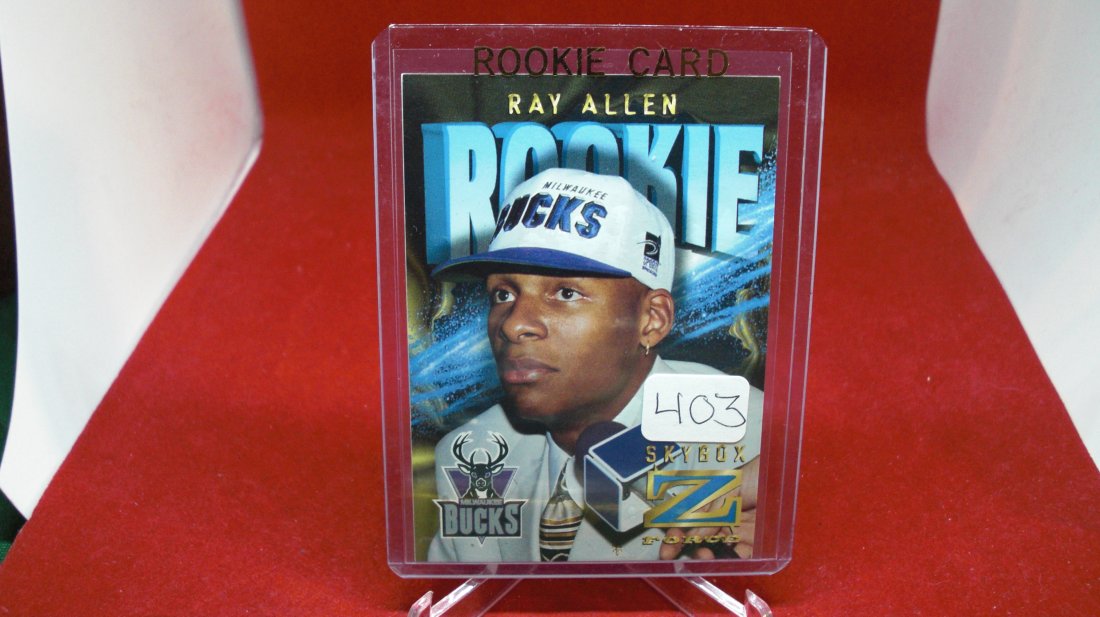 ROOKIE CARD
RAY ALLEN
ROOKIE
MILWAUKEE
BUCKS
403
SKYBOX
Z
FORCE
MILWAUKEE
BUCKS